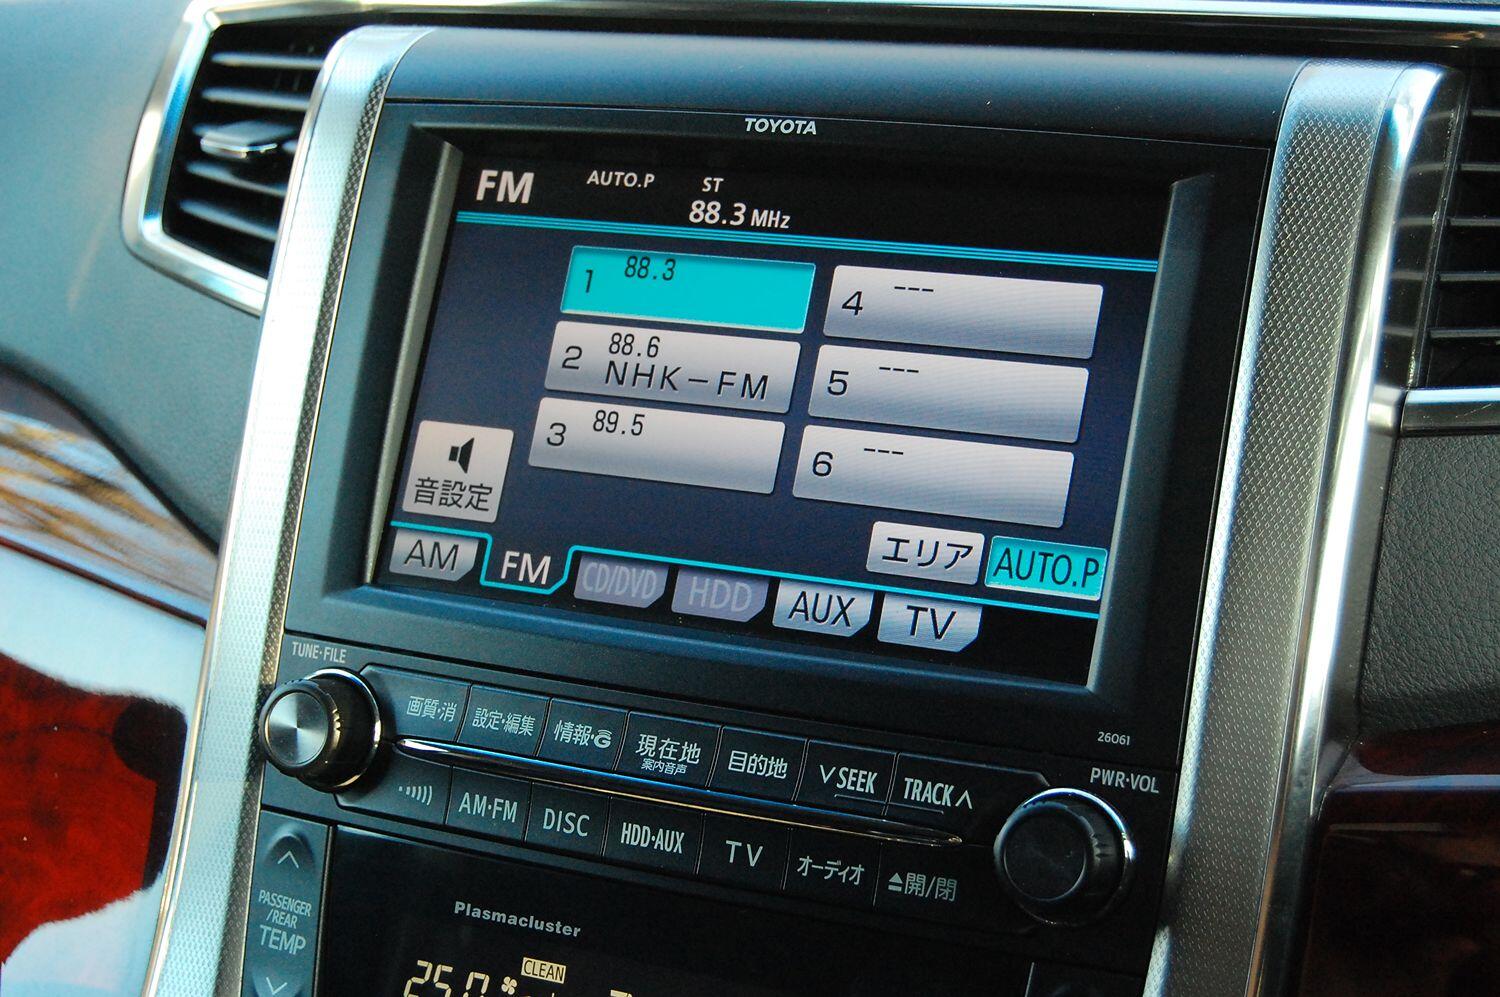 TOYOTA
FM
AUTO.P
ST
88.3 MHz
1 88.3
2 88.6
NHK-FM
3 89.5
4 ---
5 ---
6 ---
音設定
エリア
AUTO.P
AM
FM
CD/DVD
HDD
AUX
TV
TUNE・FILE
画質・消
設定・編集
情報・G
現在地
案内音声
目的地
∨SEEK
TRACK∧
26061
PWR・VOL
AM・FM
DISC
HDD・AUX
TV
オーディオ
⏏開/閉
PASSENGER
/REAR
TEMP
Plasmacluster
CLEAN
25.0